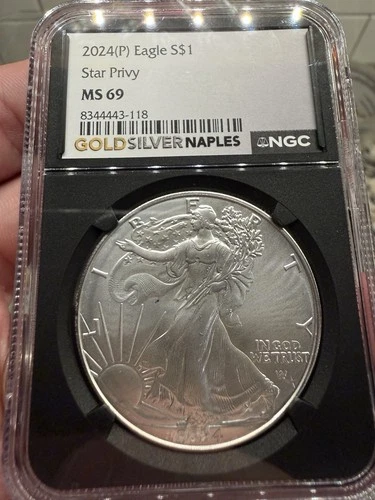 2024(P) Eagle S$1
Star Privy
MS 69
8344443-118
GOLDSILVERNAPLES NGC
LIBERTY
IN GOD
WE TRUST